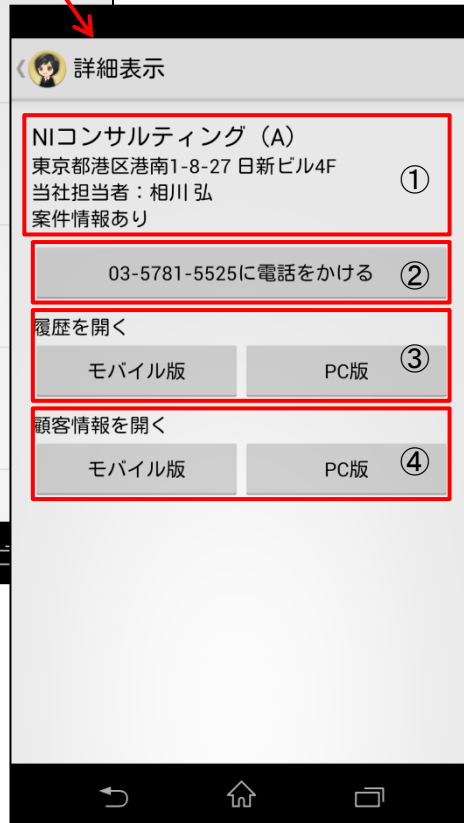 詳細表示
NIコンサルティング（A）
東京都港区港南1-8-27 日新ビル4F
当社担当者：相川 弘
案件情報あり
①
03-5781-5525に電話をかける ②
履歴を開く
モバイル版 PC版 ③
顧客情報を開く
モバイル版 PC版 ④